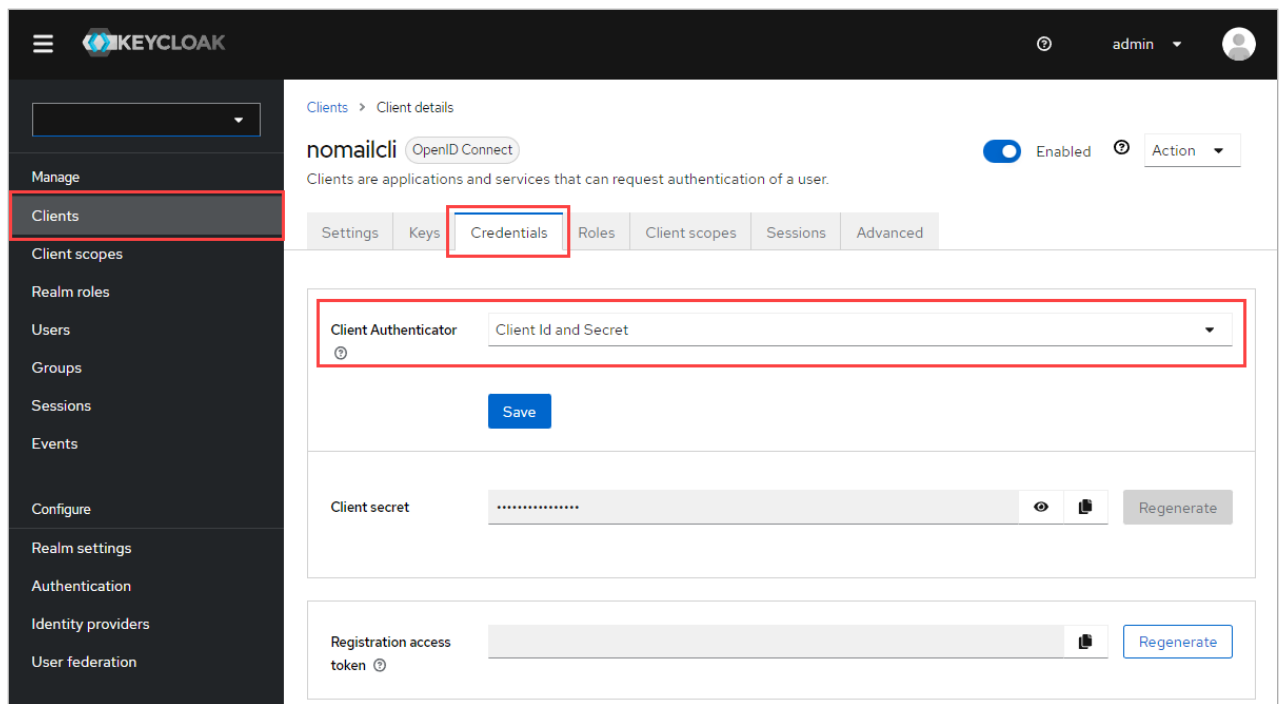 KEYCLOAK
admin
Manage
Clients
Client scopes
Realm roles
Users
Groups
Sessions
Events
Configure
Realm settings
Authentication
Identity providers
User federation
Clients > Client details
nomailcli OpenID Connect
Enabled
Action
Clients are applications and services that can request authentication of a user.
Settings Keys Credentials Roles Client scopes Sessions Advanced
Client Authenticator
Client Id and Secret
Save
Client secret
••••••••••••••••
Regenerate
Registration access
token
Regenerate